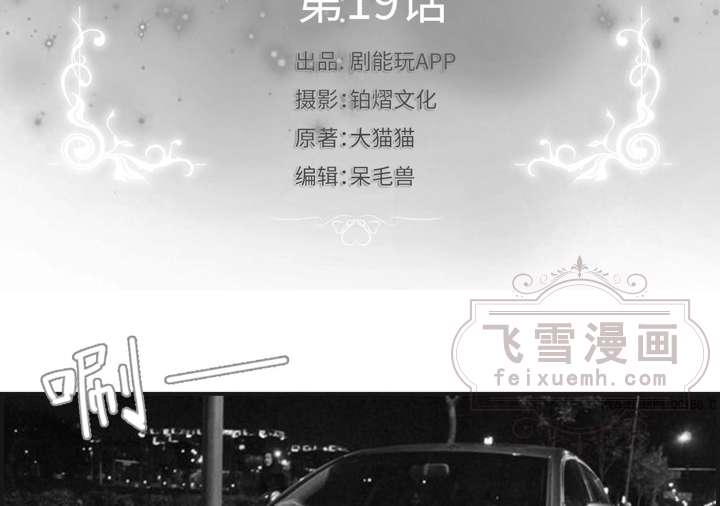 第19话
出品：剧能玩APP
摄影：铂熠文化
原著：大猫猫
编辑：呆毛兽
飞雪漫画
feixuemh.com
唰—